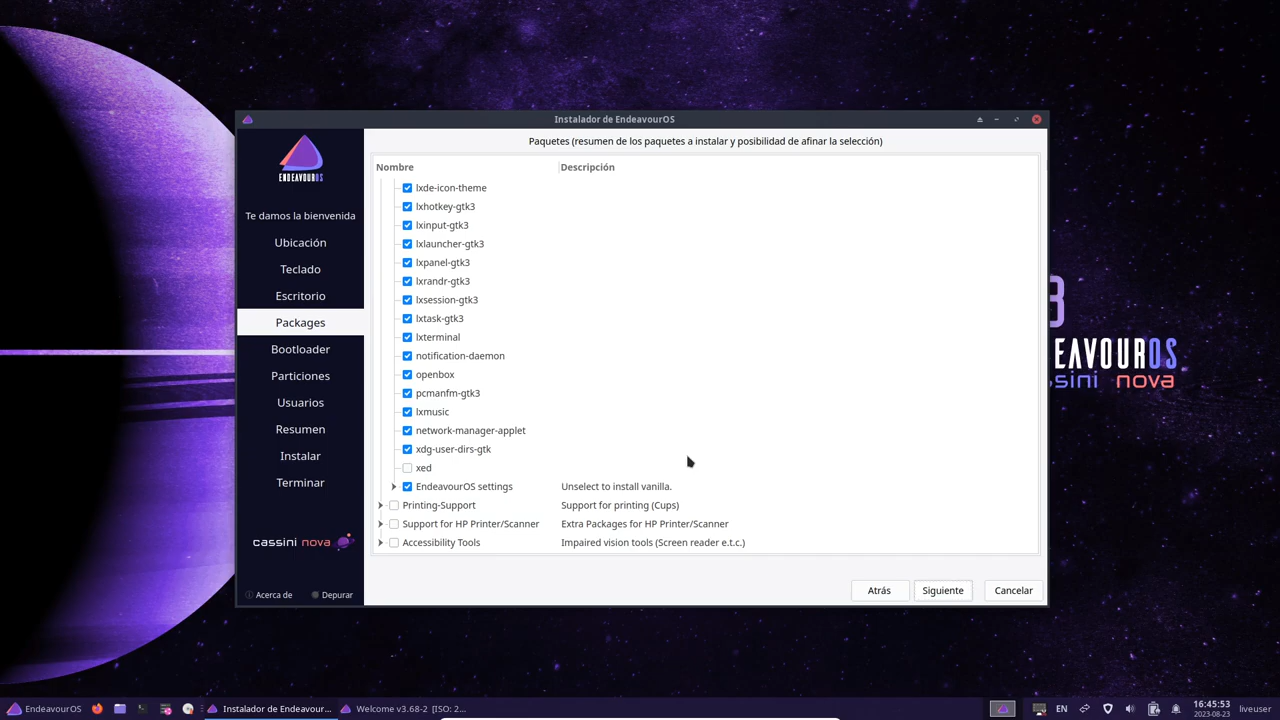 Instalador de EndeavourOS
ENDEAVOUROS
Te damos la bienvenida
Ubicación
Teclado
Escritorio
Packages
Bootloader
Particiones
Usuarios
Resumen
Instalar
Terminar
cassini nova
Acerca de
Depurar
Paquetes (resumen de los paquetes a instalar y posibilidad de afinar la selección)
Nombre Descripción
lxde-icon-theme
lxhotkey-gtk3
lxinput-gtk3
lxlauncher-gtk3
lxpanel-gtk3
lxrandr-gtk3
lxsession-gtk3
lxtask-gtk3
lxterminal
notification-daemon
openbox
pcmanfm-gtk3
lxmusic
network-manager-applet
xdg-user-dirs-gtk
xed
EndeavourOS settings Unselect to install vanilla.
Printing-Support Support for printing (Cups)
Support for HP Printer/Scanner Extra Packages for HP Printer/Scanner
Accessibility Tools Impaired vision tools (Screen reader e.t.c.)
Atrás Siguiente Cancelar
3
EAVOUROS
sini nova
EndeavourOS Instalador de Endeavour... Welcome v3.68-2 [ISO: 2... EN 16:45:53 liveuser
2023-08-23